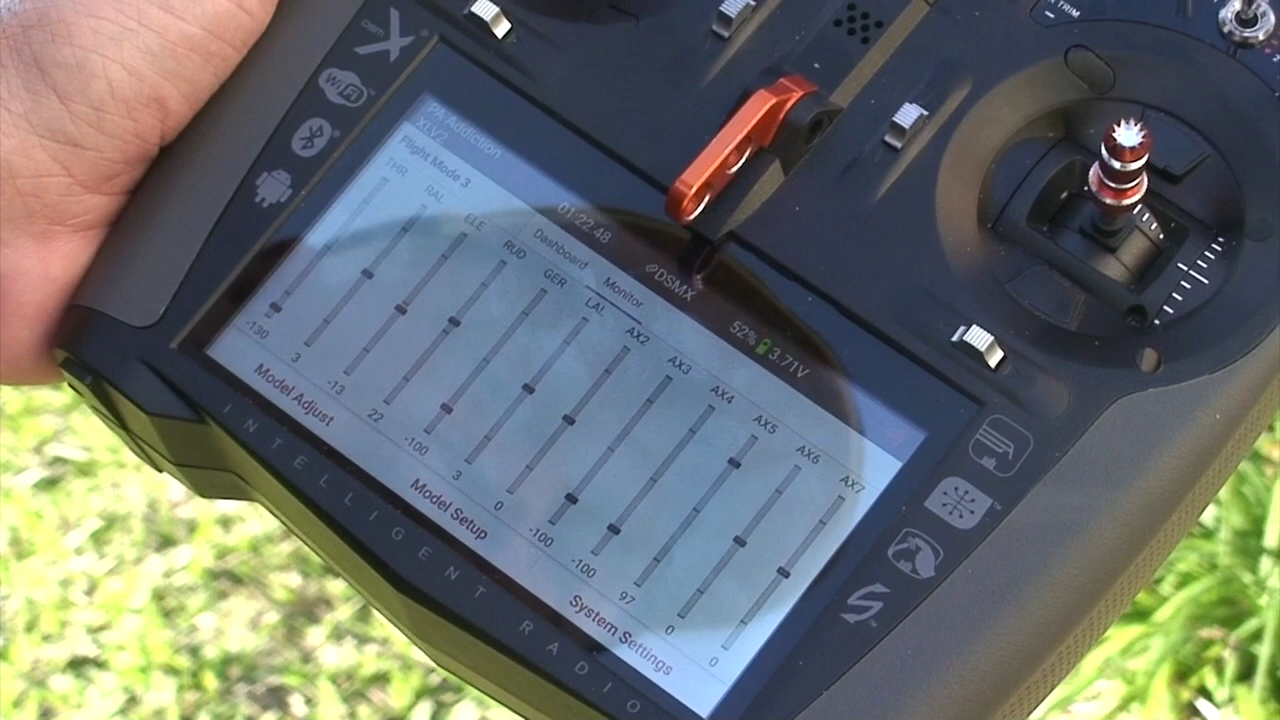 PA Addiction
XLV2
Flight Mode 3
01:22:48
DSMX
52% 3.71V
Dashboard Monitor
THR RAL ELE RUD GER LAL AX2 AX3 AX4 AX5 AX6 AX7
-130 3 -13 22 -100 3 0 -100 -100 97 0 0
Model Adjust Model Setup System Settings
INTELLIGENT RADIO
X
WiFi
TRIM